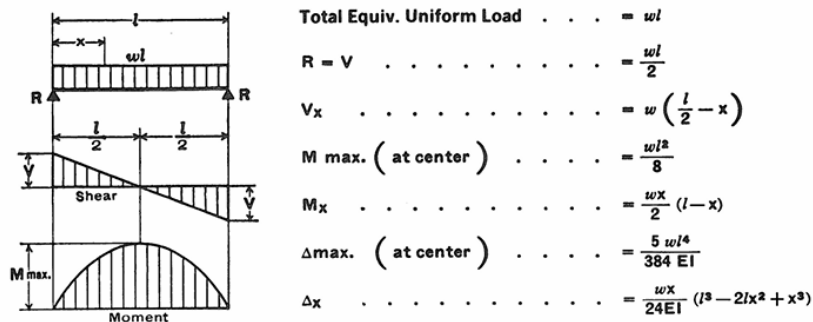 l
x
wl
R R
l/2 l/2
V
Shear
V
M max.
Moment
Total Equiv. Uniform Load . . . . = wl
R = V . . . . . . . . . . = wl/2
Vx . . . . . . . . . . . = w (l/2 − x)
M max. ( at center ) . . . . . = wl²/8
Mx . . . . . . . . . . . = wx/2 (l − x)
Δmax. ( at center ) . . . . . = 5 wl⁴/384 EI
Δx . . . . . . . . . . . = wx/24EI (l³ − 2lx² + x³)